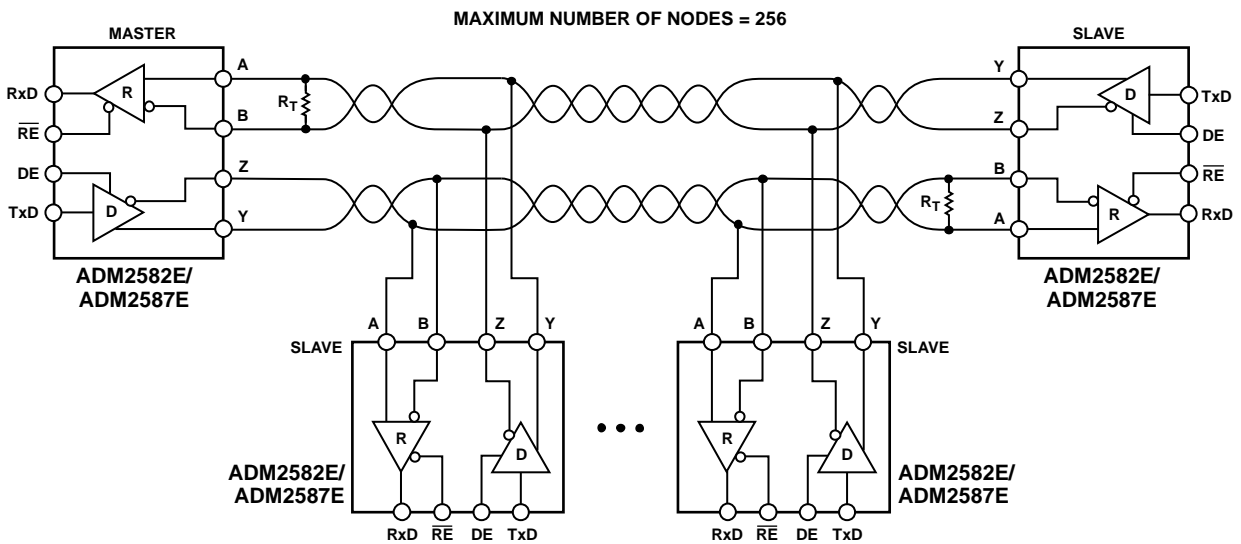 MAXIMUM NUMBER OF NODES = 256
MASTER
RxD
RE
DE
TxD
R
D
A
B
Z
Y
RT
ADM2582E/
ADM2587E
SLAVE
Y
Z
B
A
RT
D
R
TxD
DE
RE
RxD
ADM2582E/
ADM2587E
A
B
Z
Y
SLAVE
R
D
ADM2582E/
ADM2587E
RxD
RE
DE
TxD
A
B
Z
Y
SLAVE
R
D
ADM2582E/
ADM2587E
RxD
RE
DE
TxD